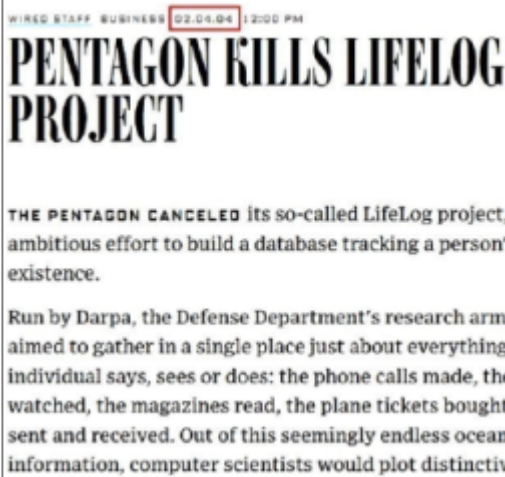 WIRED STAFF BUSINESS 02.04.04 12:00 PM
PENTAGON KILLS LIFELOG
PROJECT
THE PENTAGON CANCELED its so-called LifeLog project,
ambitious effort to build a database tracking a person'
existence.
Run by Darpa, the Defense Department's research arm
aimed to gather in a single place just about everything
individual says, sees or does: the phone calls made, the
watched, the magazines read, the plane tickets bought
sent and received. Out of this seemingly endless ocean
information, computer scientists would plot distinctiv